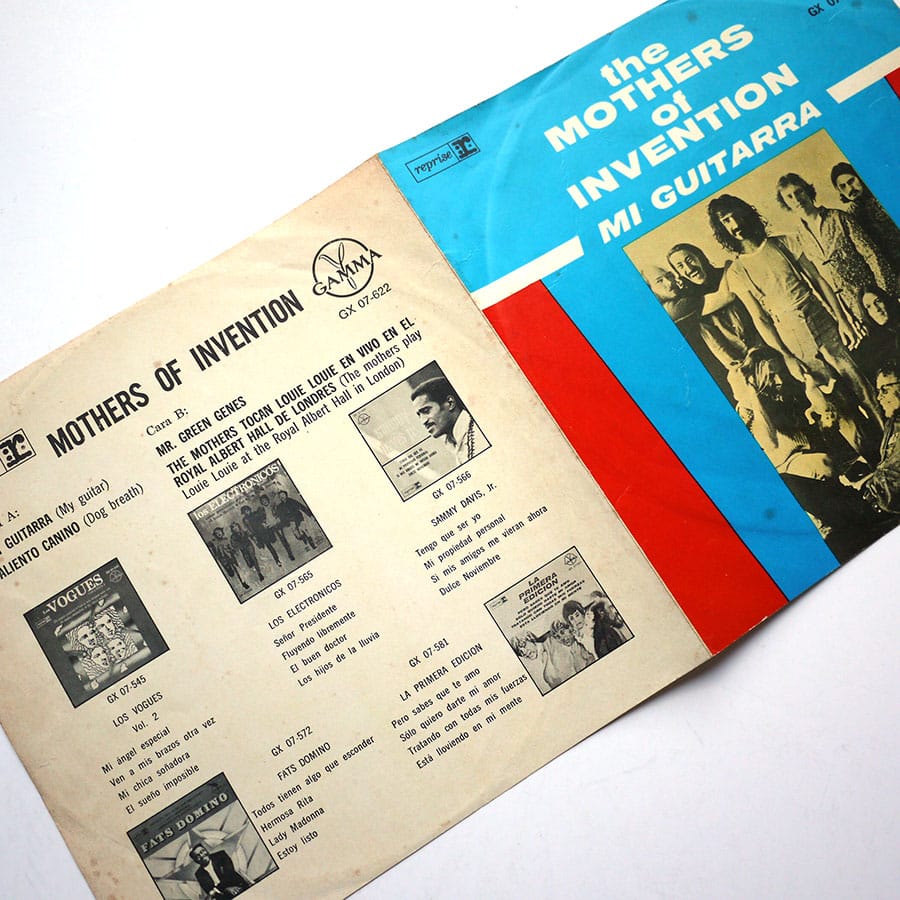 GX 07
the
MOTHERS
of
INVENTION
MI GUITARRA
reprise
GAMMA
GX 07-622
MOTHERS OF INVENTION
A:
GUITARRA (My guitar)
ALIENTO CANINO (Dog breath)
Cara B:
MR. GREEN GENES
THE MOTHERS TOCAN LOUIE LOUIE EN VIVO EN EL
ROYAL ALBERT HALL DE LONDRES (The mothers play
Louie Louie at the Royal Albert Hall in London)
VOGUES
GX 07-545
LOS VOGUES
Vol. 2
Mi ángel especial
Ven a mis brazos otra vez
Mi chica soñadora
El sueño imposible
los ELECTRONICOS
GX 07-565
LOS ELECTRONICOS
Señor Presidente
Fluyendo libremente
El buen doctor
Los hijos de la lluvia
GX 07-566
SAMMY DAVIS, Jr.
Tengo que ser yo
Mi propiedad personal
Si mis amigos me vieran ahora
Dulce Noviembre
FATS DOMINO
GX 07-572
FATS DOMINO
Todos tienen algo que esconder
Hermosa Rita
Lady Madonna
Estoy listo
LA
PRIMERA
EDICION
GX 07-581
LA PRIMERA EDICION
Pero sabes que te amo
Sólo quiero darte mi amor
Tratando con todas mis fuerzas
Está lloviendo en mi mente